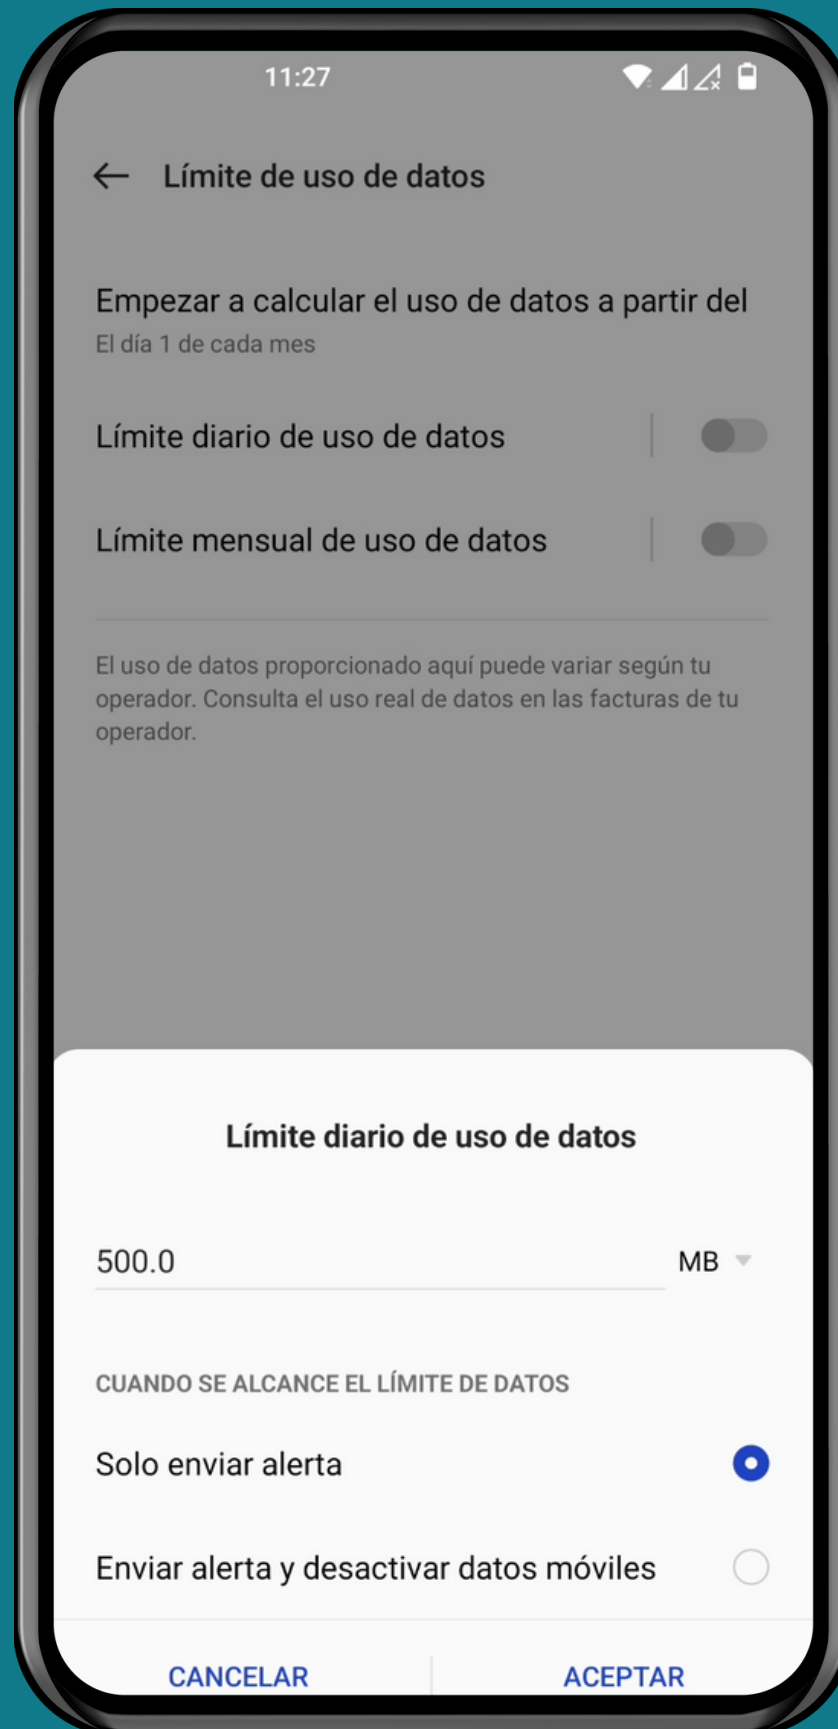 11:27
Límite de uso de datos
Empezar a calcular el uso de datos a partir del
El día 1 de cada mes
Límite diario de uso de datos
Límite mensual de uso de datos
El uso de datos proporcionado aquí puede variar según tu
operador. Consulta el uso real de datos en las facturas de tu
operador.
Límite diario de uso de datos
500.0 MB
CUANDO SE ALCANCE EL LÍMITE DE DATOS
Solo enviar alerta
Enviar alerta y desactivar datos móviles
CANCELAR ACEPTAR